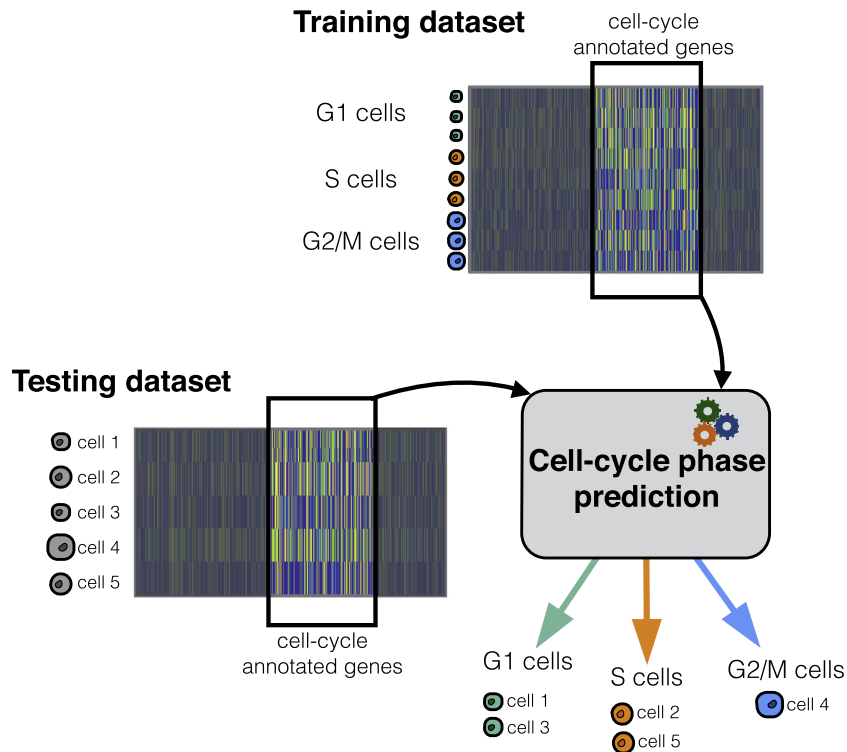 Training dataset
cell-cycle
annotated genes
G1 cells
S cells
G2/M cells
Testing dataset
cell 1
cell 2
cell 3
cell 4
cell 5
cell-cycle
annotated genes
Cell-cycle phase
prediction
G1 cells
cell 1
cell 3
S cells
cell 2
cell 5
G2/M cells
cell 4